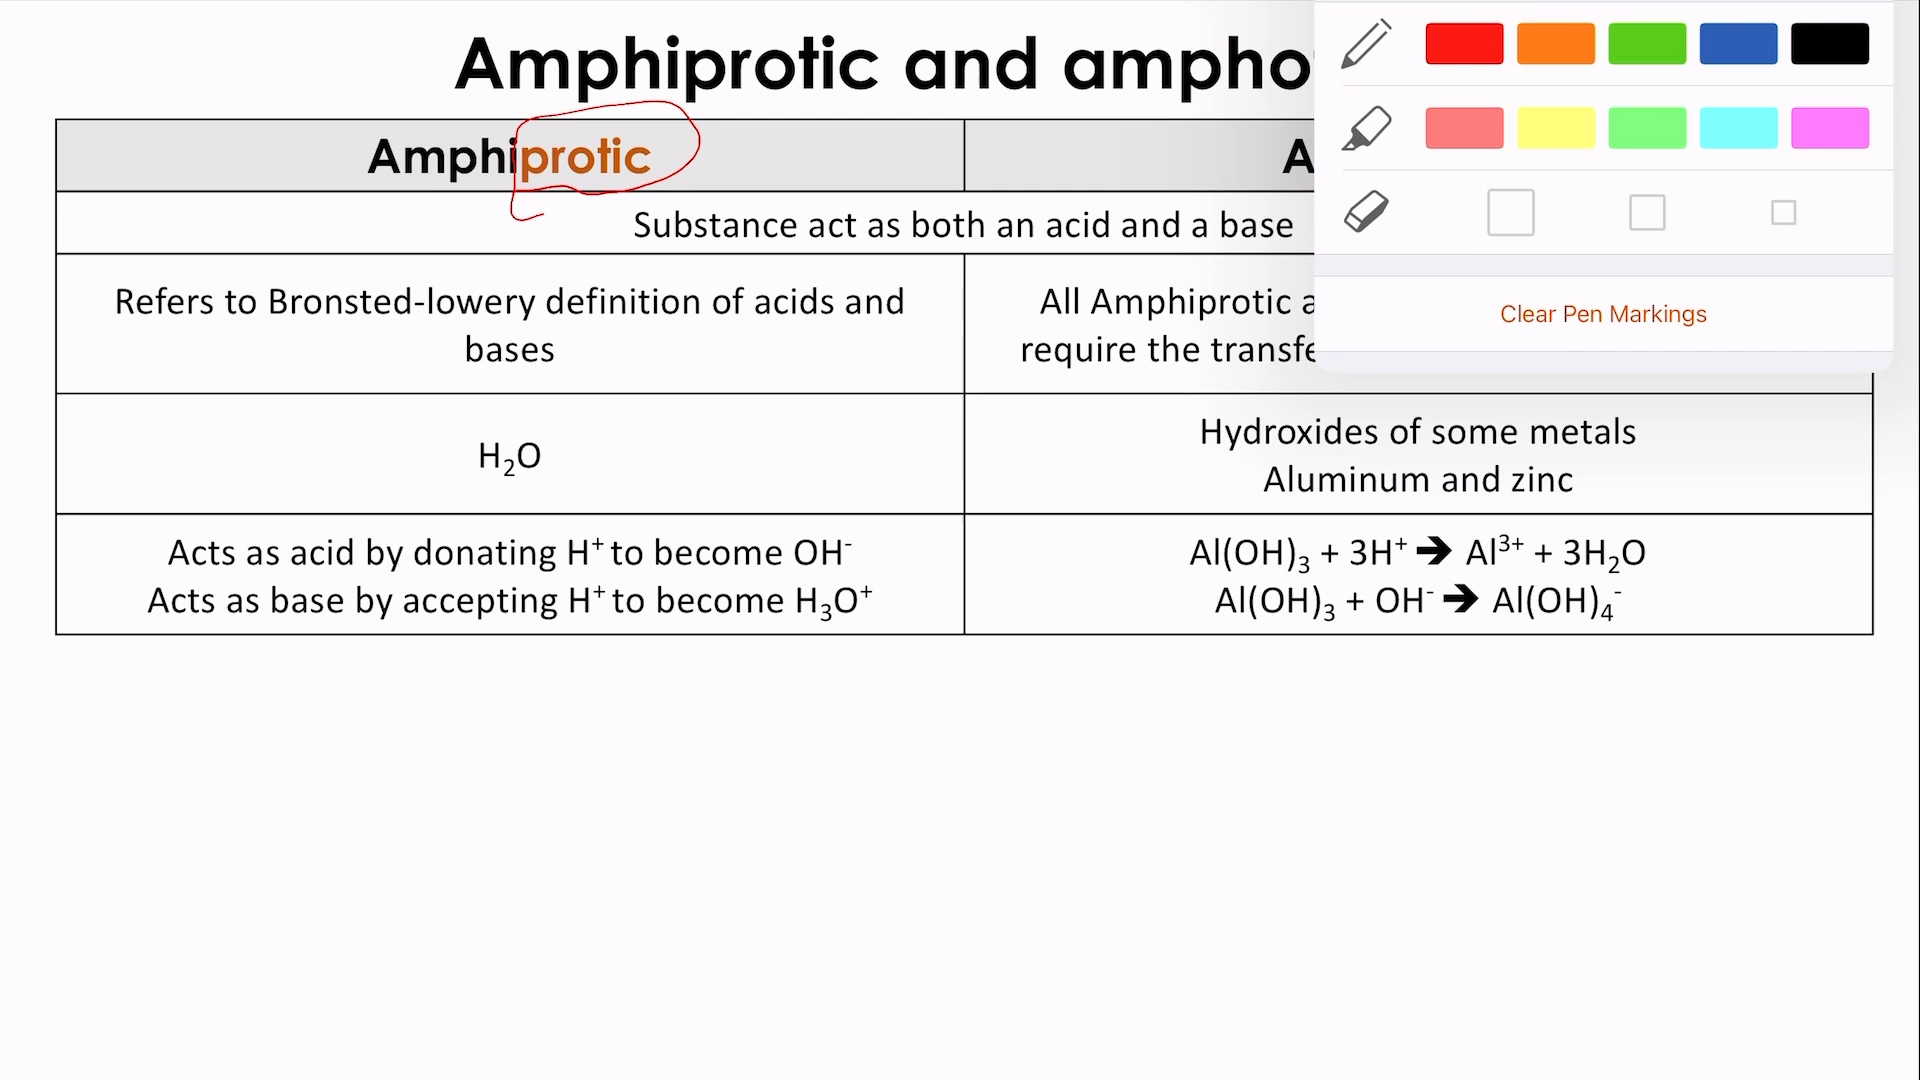 Amphiprotic and ampho
Amphiprotic
A
Substance act as both an acid and a base
Refers to Bronsted-lowery definition of acids and
bases
All Amphiprotic a
require the transfe
Clear Pen Markings
H₂O
Hydroxides of some metals
Aluminum and zinc
Acts as acid by donating H⁺ to become OH⁻
Acts as base by accepting H⁺ to become H₃O⁺
Al(OH)₃ + 3H⁺ 🡺 Al³⁺ + 3H₂O
Al(OH)₃ + OH⁻ 🡺 Al(OH)₄⁻